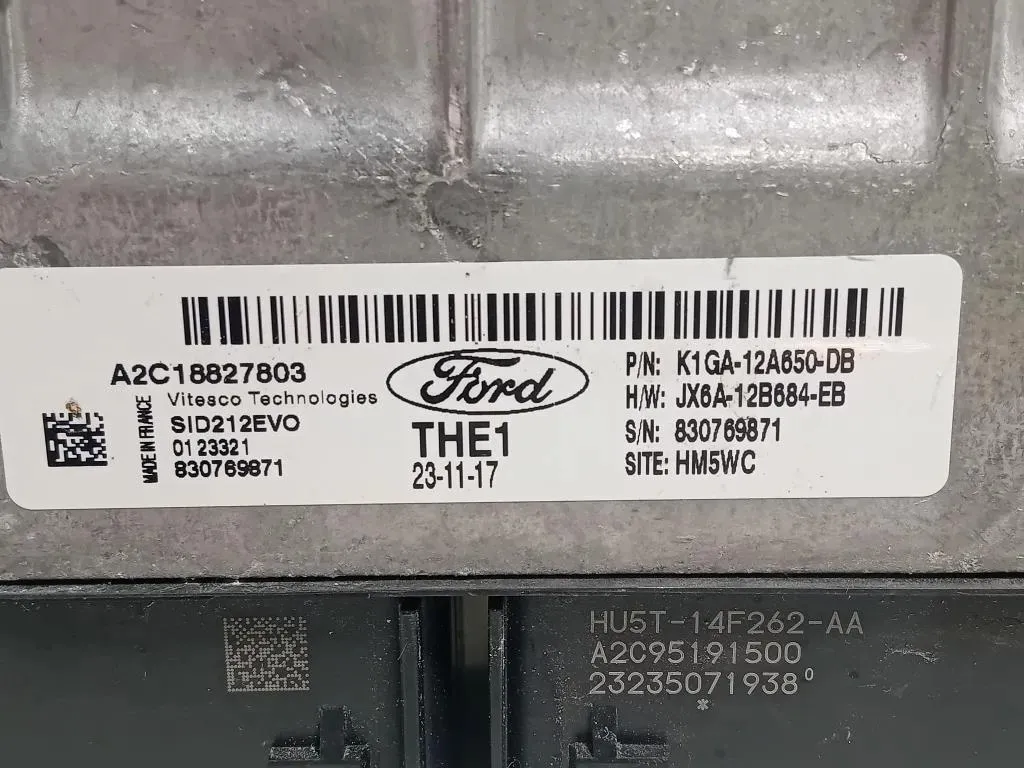 A2C18827803
Vitesco Technologies
SID212EVO
0123321
830769871
MADE IN FRANCE
Ford
THE1
23-11-17
P/N: K1GA-12A650-DB
H/W: JX6A-12B684-EB
S/N: 830769871
SITE: HM5WC
HU5T-14F262-AA
A2C95191500
23235071938⁰
*